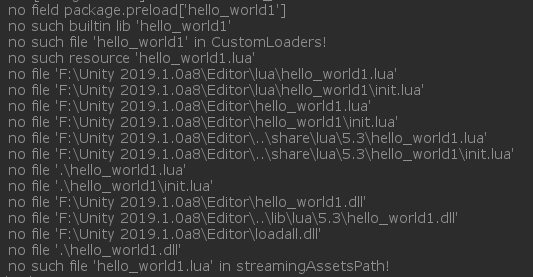 no field package.preload['hello_world1']
no such builtin lib 'hello_world1'
no such file 'hello_world1' in CustomLoaders!
no such resource 'hello_world1.lua'
no file 'F:\Unity 2019.1.0a8\Editor\lua\hello_world1.lua'
no file 'F:\Unity 2019.1.0a8\Editor\lua\hello_world1\init.lua'
no file 'F:\Unity 2019.1.0a8\Editor\hello_world1.lua'
no file 'F:\Unity 2019.1.0a8\Editor\hello_world1\init.lua'
no file 'F:\Unity 2019.1.0a8\Editor\..\share\lua\5.3\hello_world1.lua'
no file 'F:\Unity 2019.1.0a8\Editor\..\share\lua\5.3\hello_world1\init.lua'
no file '.\hello_world1.lua'
no file '.\hello_world1\init.lua'
no file 'F:\Unity 2019.1.0a8\Editor\hello_world1.dll'
no file 'F:\Unity 2019.1.0a8\Editor\..\lib\lua\5.3\hello_world1.dll'
no file 'F:\Unity 2019.1.0a8\Editor\loadall.dll'
no file '.\hello_world1.dll'
no such file 'hello_world1.lua' in streamingAssetsPath!